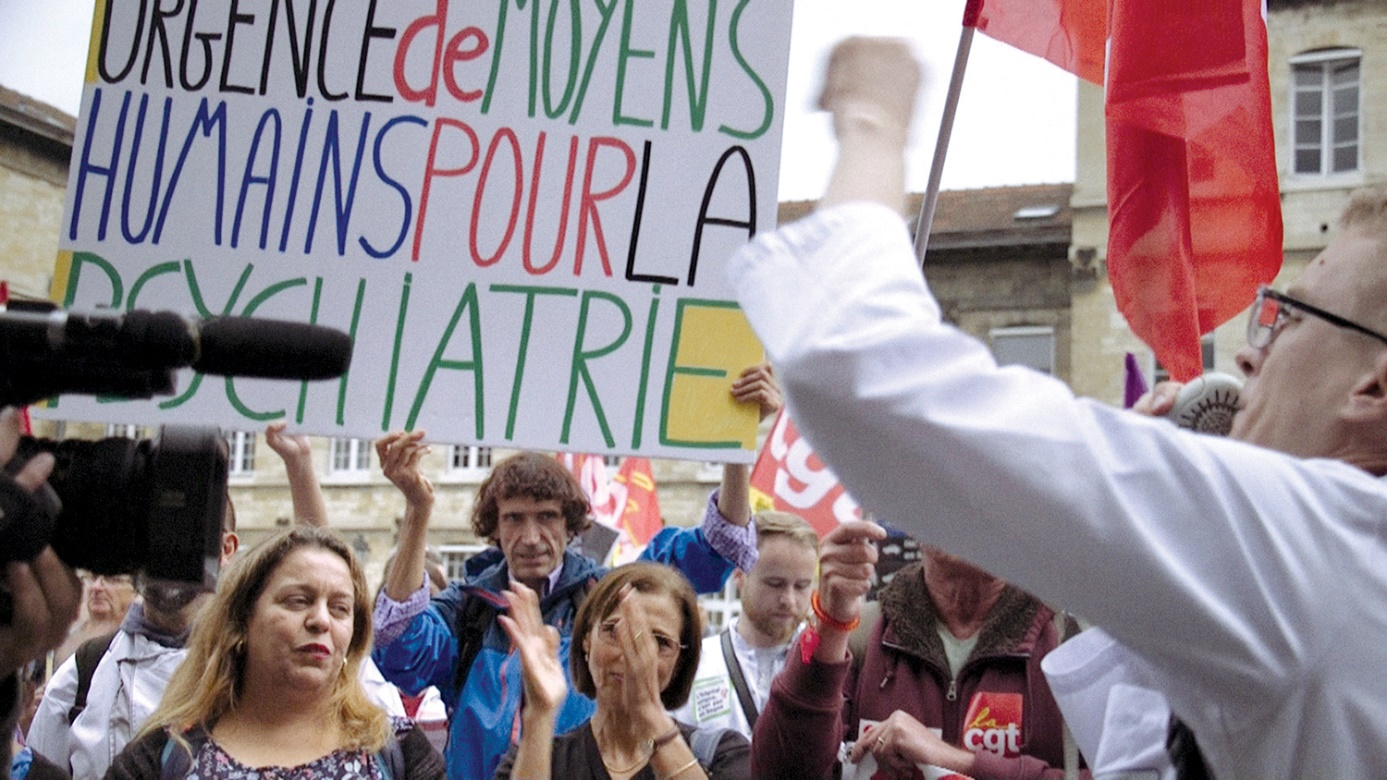 URGENCE de MOYENS
HUMAiNS POUR LA
PSYCHiATRiE
cgt
la
cgt